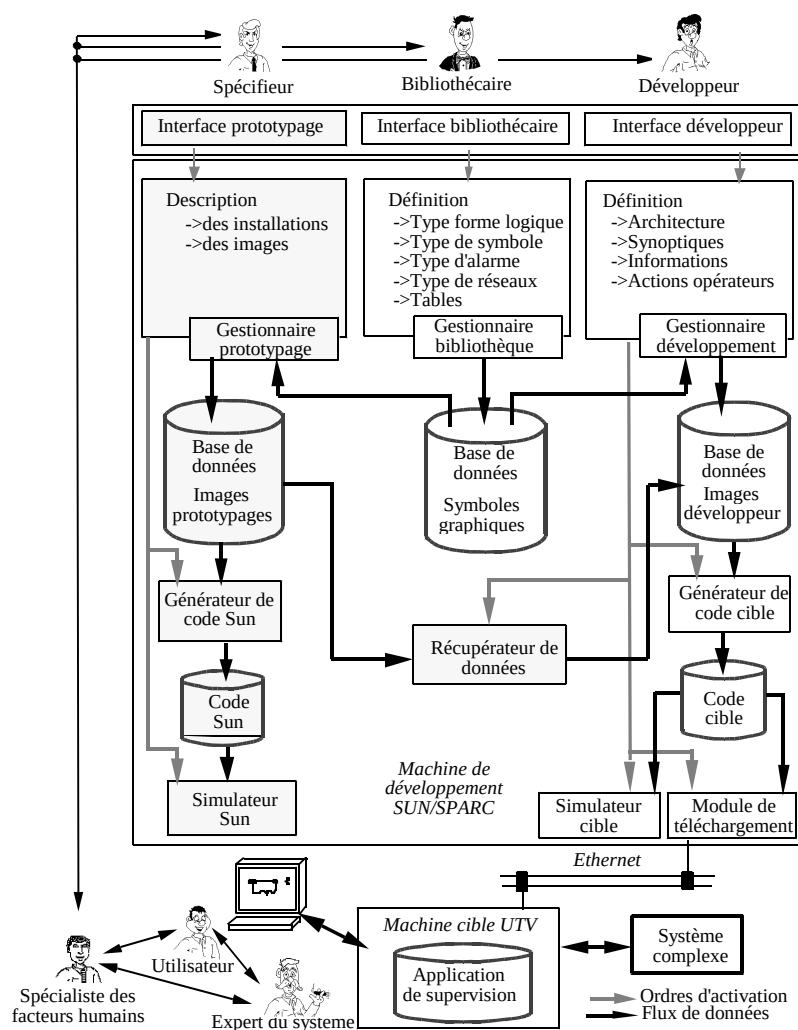 Spécifieur
Bibliothécaire
Développeur
Interface prototypage
Interface bibliothécaire
Interface développeur
Description
->des installations
->des images
Définition
->Type forme logique
->Type de symbole
->Type d'alarme
->Type de réseaux
->Tables
Définition
->Architecture
->Synoptiques
->Informations
->Actions opérateurs
Gestionnaire
prototypage
Gestionnaire
bibliothèque
Gestionnaire
développement
Base de
données
Images
prototypages
Base de
données
Symboles
graphiques
Base de
données
Images
développeur
Générateur de
code Sun
Récupérateur de
données
Générateur de
code cible
Code
Sun
Code
cible
Simulateur
Sun
Machine de
développement
SUN/SPARC
Simulateur
cible
Module de
téléchargement
Ethernet
Machine cible UTV
Application
de supervision
Système
complexe
Utilisateur
Spécialiste des
facteurs humains
Expert du système
Ordres d'activation
Flux de données